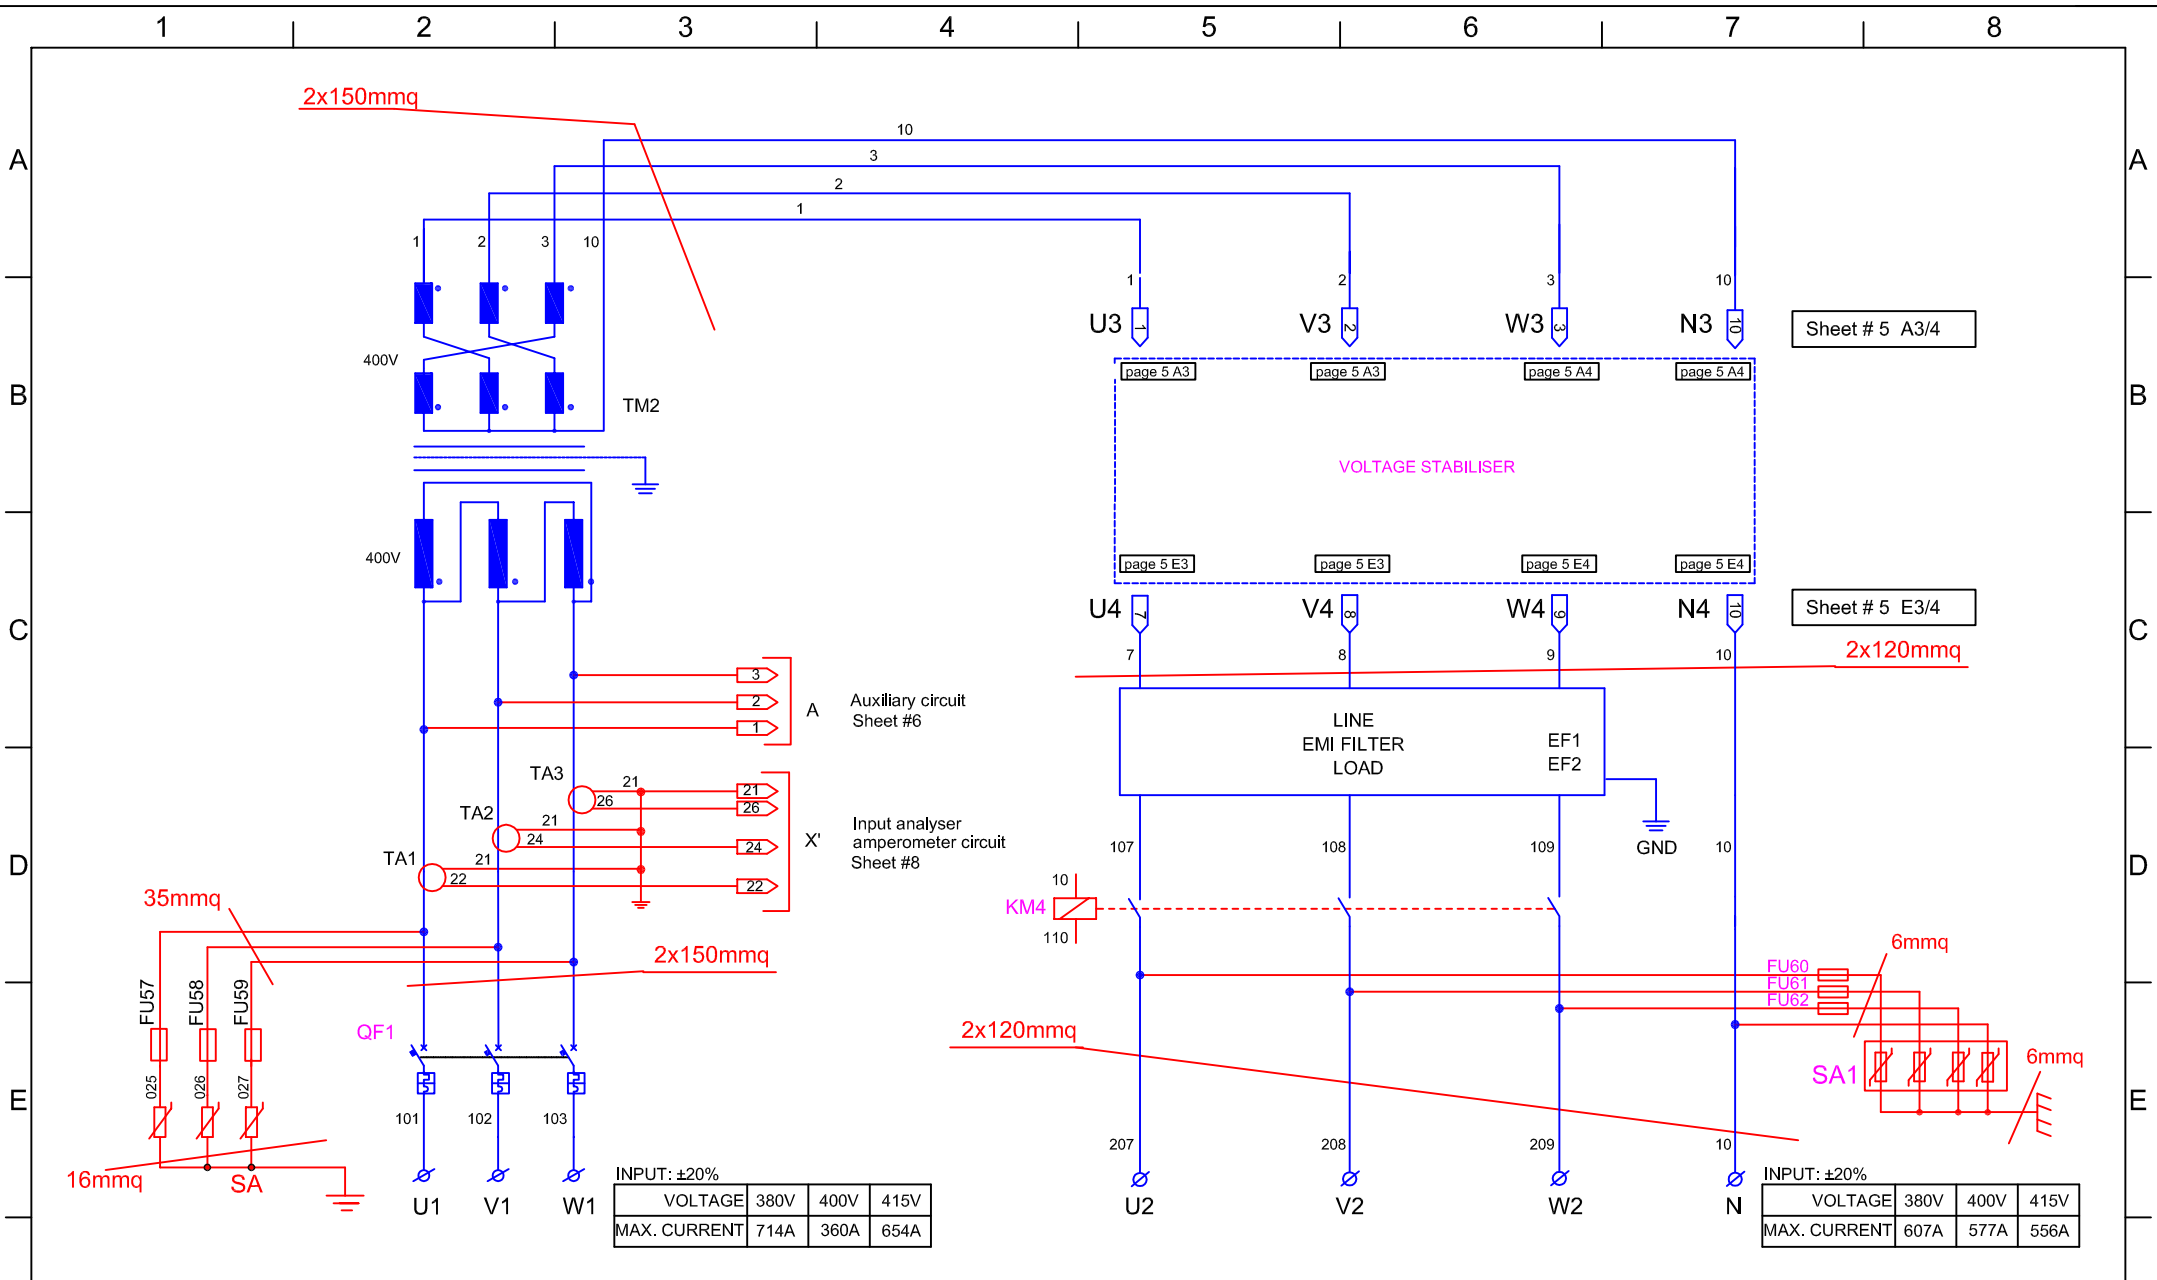 1 2 3 4 5 6 7 8
2x150mmq
10
3
2
1
A A
1 2 3 10
1 2 3 10
U3 1 V3 2 W3 3 N3 10
Sheet # 5 A3/4
400V
page 5 A3 page 5 A3 page 5 A4 page 5 A4
B B
TM2
VOLTAGE STABILISER
400V
page 5 E3 page 5 E3 page 5 E4 page 5 E4
U4 7 V4 8 W4 9 N4 10
Sheet # 5 E3/4
C C
7 8 9 10
2x120mmq
3
2
1
A
Auxiliary circuit
Sheet #6
LINE
EMI FILTER
LOAD
EF1
EF2
TA3 21 21
26 26
TA2 21
24 24
TA1 21
22 22
X'
Input analyser
amperometer circuit
Sheet #8
107 108 109 GND 10
D D
35mmq
KM4 10
110
2x150mmq
6mmq
FU60
FU61
FU62
FU57 FU58 FU59
QF1
2x120mmq
6mmq
SA1
025 026 027
E E
101 102 103
207 208 209 10
16mmq SA
U1 V1 W1
INPUT: ±20%
VOLTAGE 380V 400V 415V
MAX. CURRENT 714A 360A 654A
U2 V2 W2 N
INPUT: ±20%
VOLTAGE 380V 400V 415V
MAX. CURRENT 607A 577A 556A